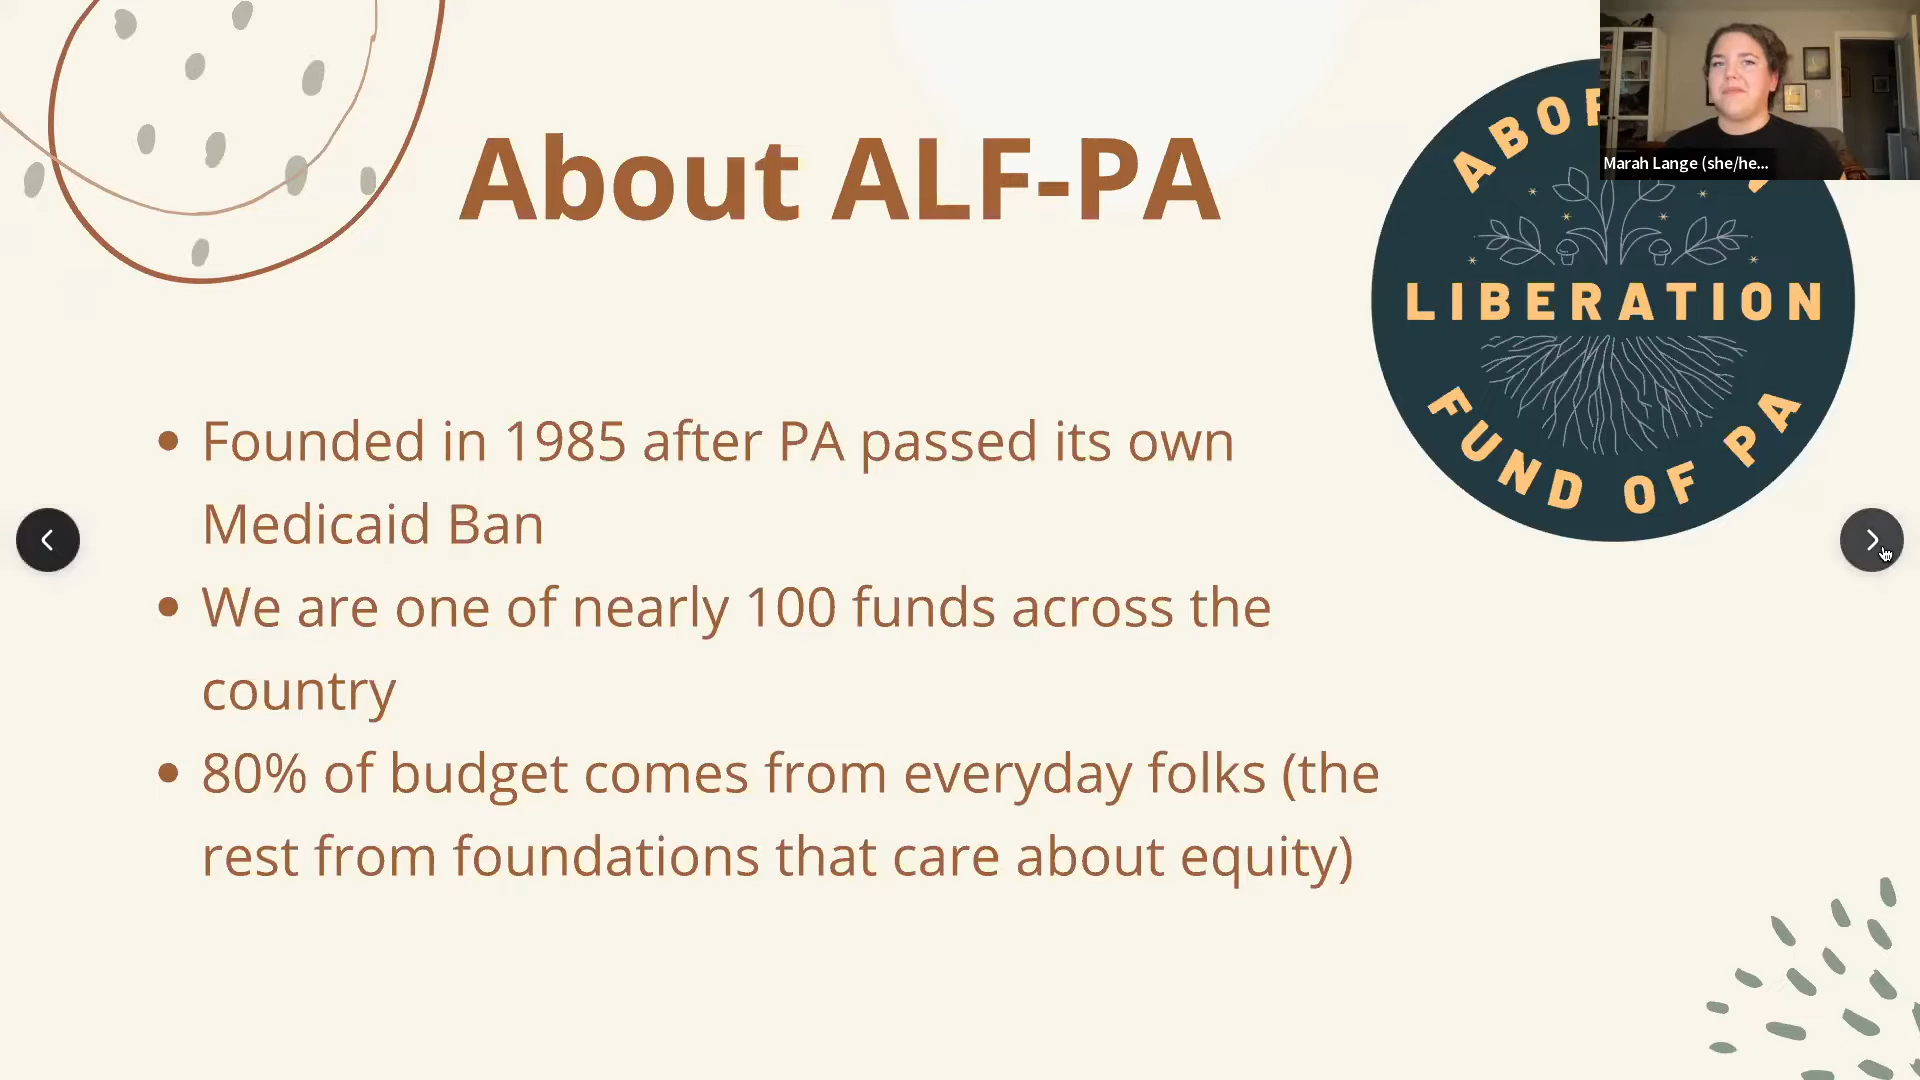 About ALF-PA
Marah Lange (she/he...
LIBERATION
FUND OF PA
• Founded in 1985 after PA passed its own
Medicaid Ban
• We are one of nearly 100 funds across the
country
• 80% of budget comes from everyday folks (the
rest from foundations that care about equity)